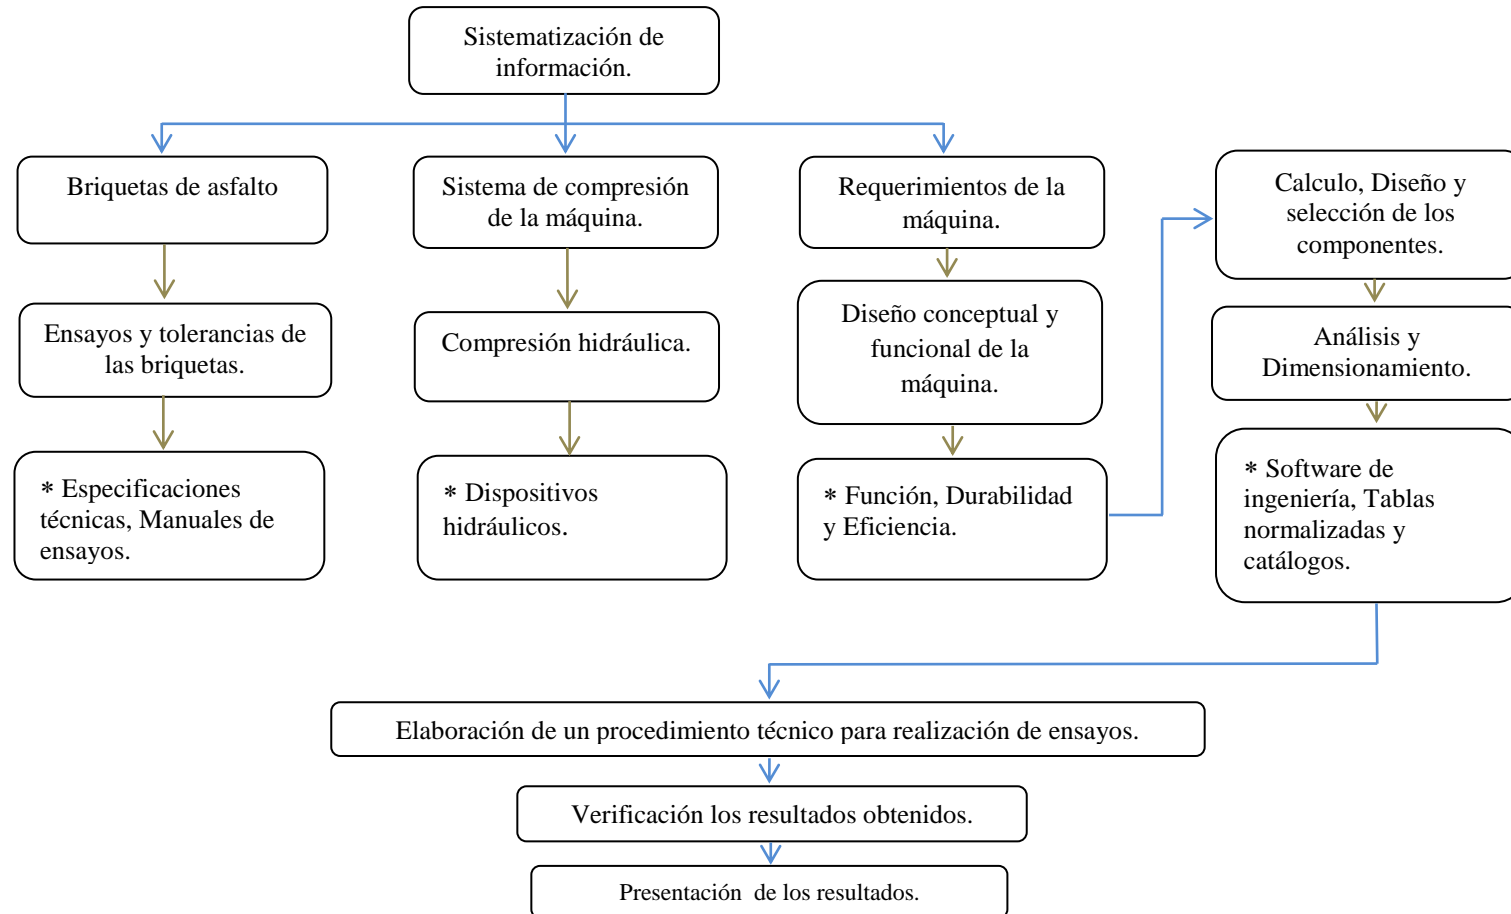 Sistematización de
información.
Briquetas de asfalto
Sistema de compresión
de la máquina.
Requerimientos de la
máquina.
Calculo, Diseño y
selección de los
componentes.
Ensayos y tolerancias de
las briquetas.
Compresión hidráulica.
Diseño conceptual y
funcional de la
máquina.
Análisis y
Dimensionamiento.
* Especificaciones
técnicas, Manuales de
ensayos.
* Dispositivos
hidráulicos.
* Función, Durabilidad
y Eficiencia.
* Software de
ingeniería, Tablas
normalizadas y
catálogos.
Elaboración de un procedimiento técnico para realización de ensayos.
Verificación los resultados obtenidos.
Presentación  de los resultados.